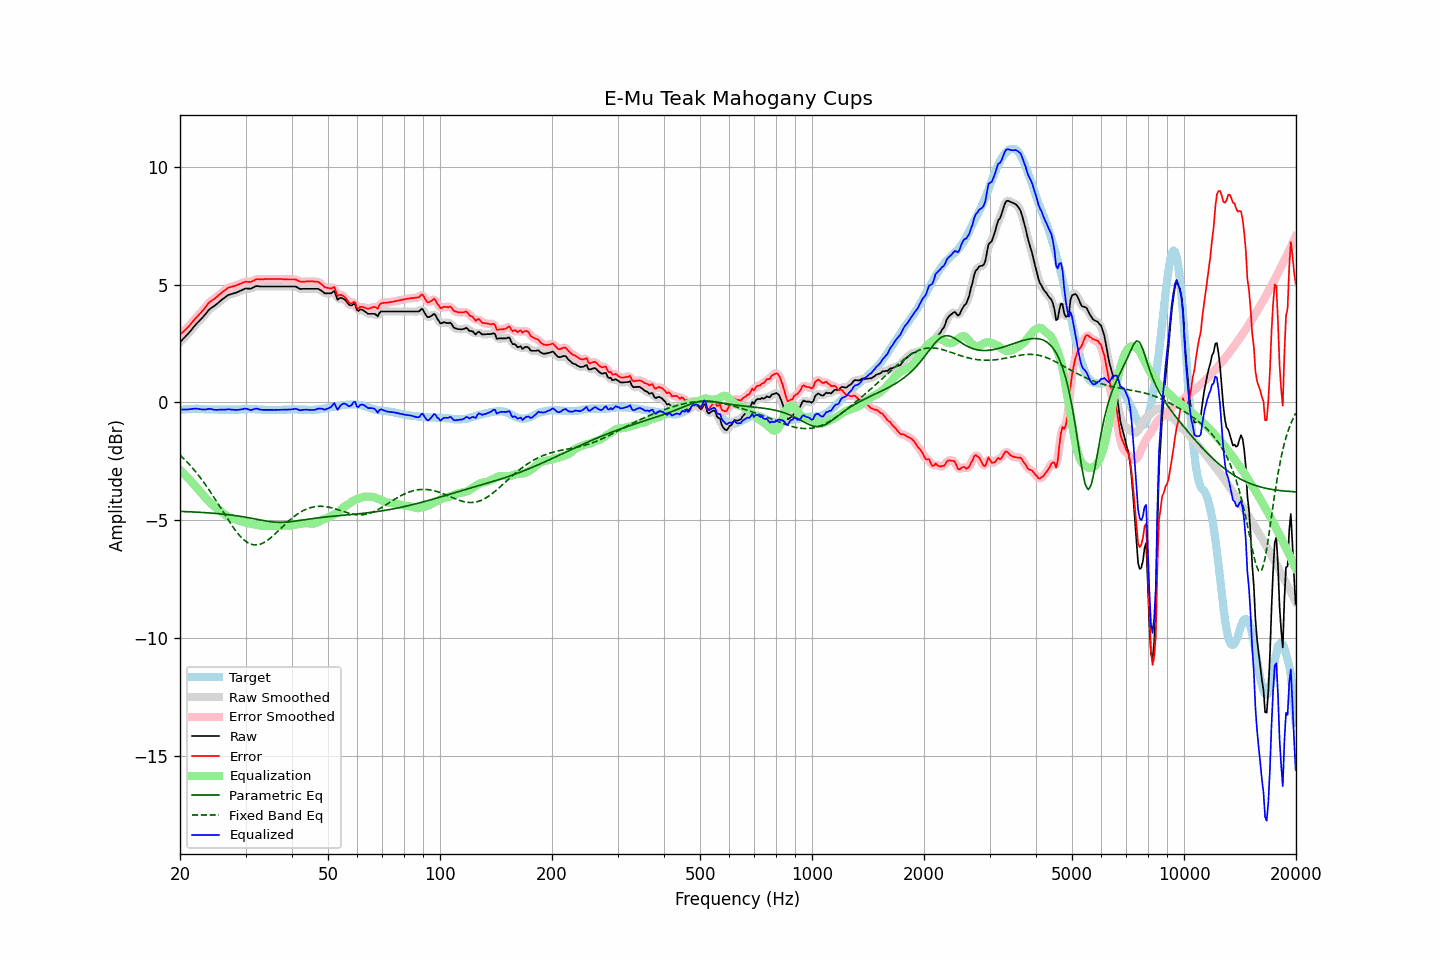 E-Mu Teak Mahogany Cups
Amplitude (dBr)
10
5
0
−5
−10
−15
Target
Raw Smoothed
Error Smoothed
Raw
Error
Equalization
Parametric Eq
Fixed Band Eq
Equalized
20 50 100 200 500 1000 2000 5000 10000 20000
Frequency (Hz)